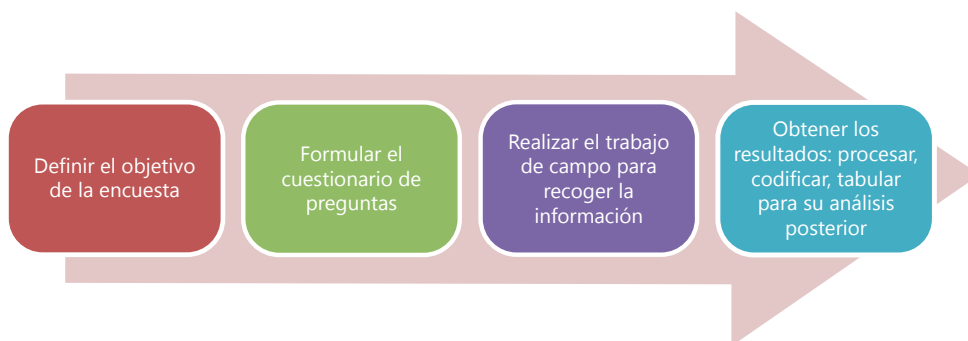 Definir el objetivo
de la encuesta
Formular el
cuestionario de
preguntas
Realizar el trabajo
de campo para
recoger la
información
Obtener los
resultados: procesar,
codificar, tabular
para su análisis
posterior